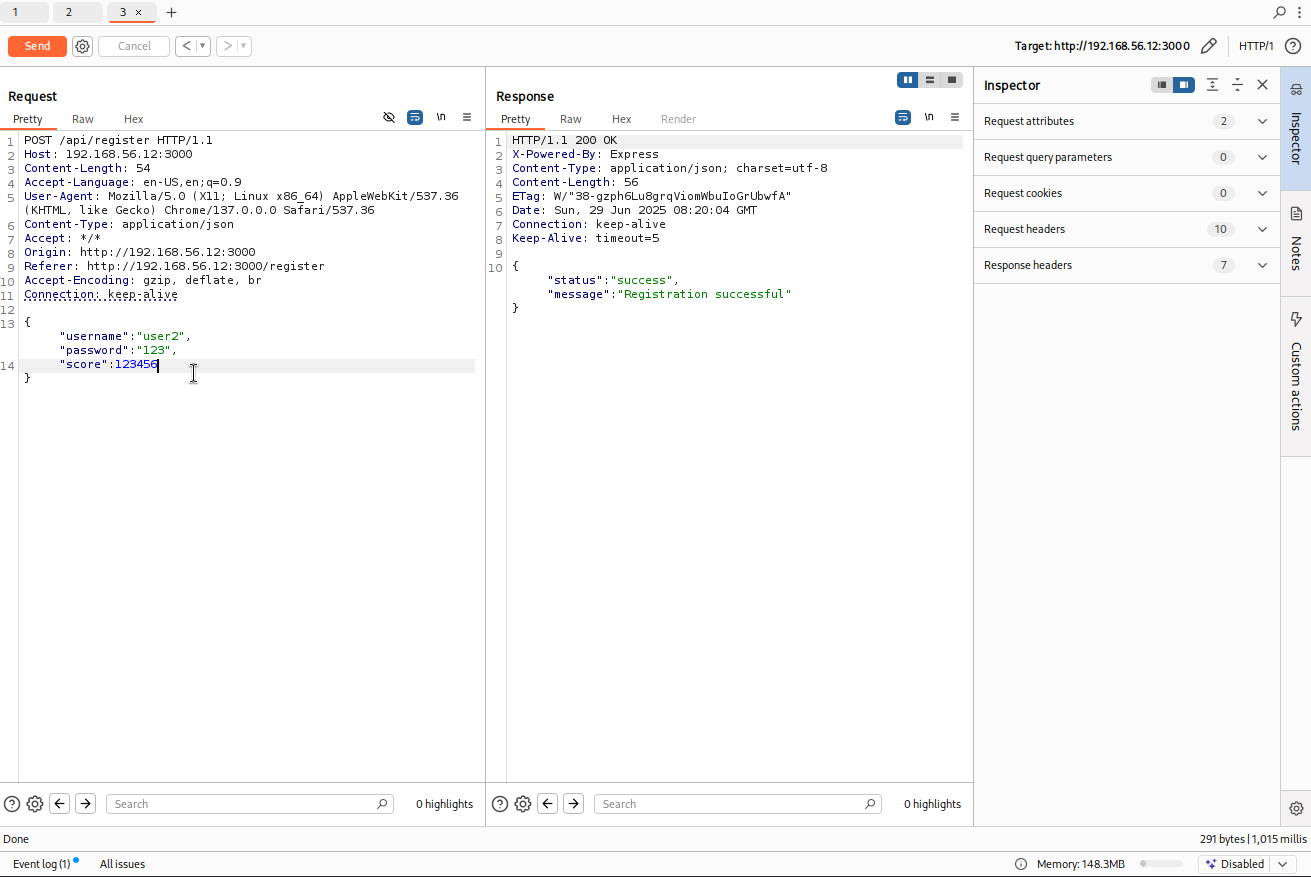 1
2
3 ×
+
Send
Cancel
<
>
Target: http://192.168.56.12:3000
HTTP/1
Request
Pretty
Raw
Hex
\n
1 POST /api/register HTTP/1.1
2 Host: 192.168.56.12:3000
3 Content-Length: 54
4 Accept-Language: en-US,en;q=0.9
5 User-Agent: Mozilla/5.0 (X11; Linux x86_64) AppleWebKit/537.36
(KHTML, like Gecko) Chrome/137.0.0.0 Safari/537.36
6 Content-Type: application/json
7 Accept: */*
8 Origin: http://192.168.56.12:3000
9 Referer: http://192.168.56.12:3000/register
10 Accept-Encoding: gzip, deflate, br
11 Connection: keep-alive
12
13 {
"username":"user2",
"password":"123",
14 "score":123456
}
Search
0 highlights
Response
Pretty
Raw
Hex
Render
\n
1 HTTP/1.1 200 OK
2 X-Powered-By: Express
3 Content-Type: application/json; charset=utf-8
4 Content-Length: 56
5 ETag: W/"38-gzph6Lu8grqViomWbuIoGrUbwfA"
6 Date: Sun, 29 Jun 2025 08:20:04 GMT
7 Connection: keep-alive
8 Keep-Alive: timeout=5
9
10 {
"status":"success",
"message":"Registration successful"
}
Search
0 highlights
Inspector
Request attributes 2
Request query parameters 0
Request cookies 0
Request headers 10
Response headers 7
Inspector
Notes
Custom actions
Done
291 bytes | 1,015 millis
Event log (1)
All issues
Memory: 148.3MB
Disabled